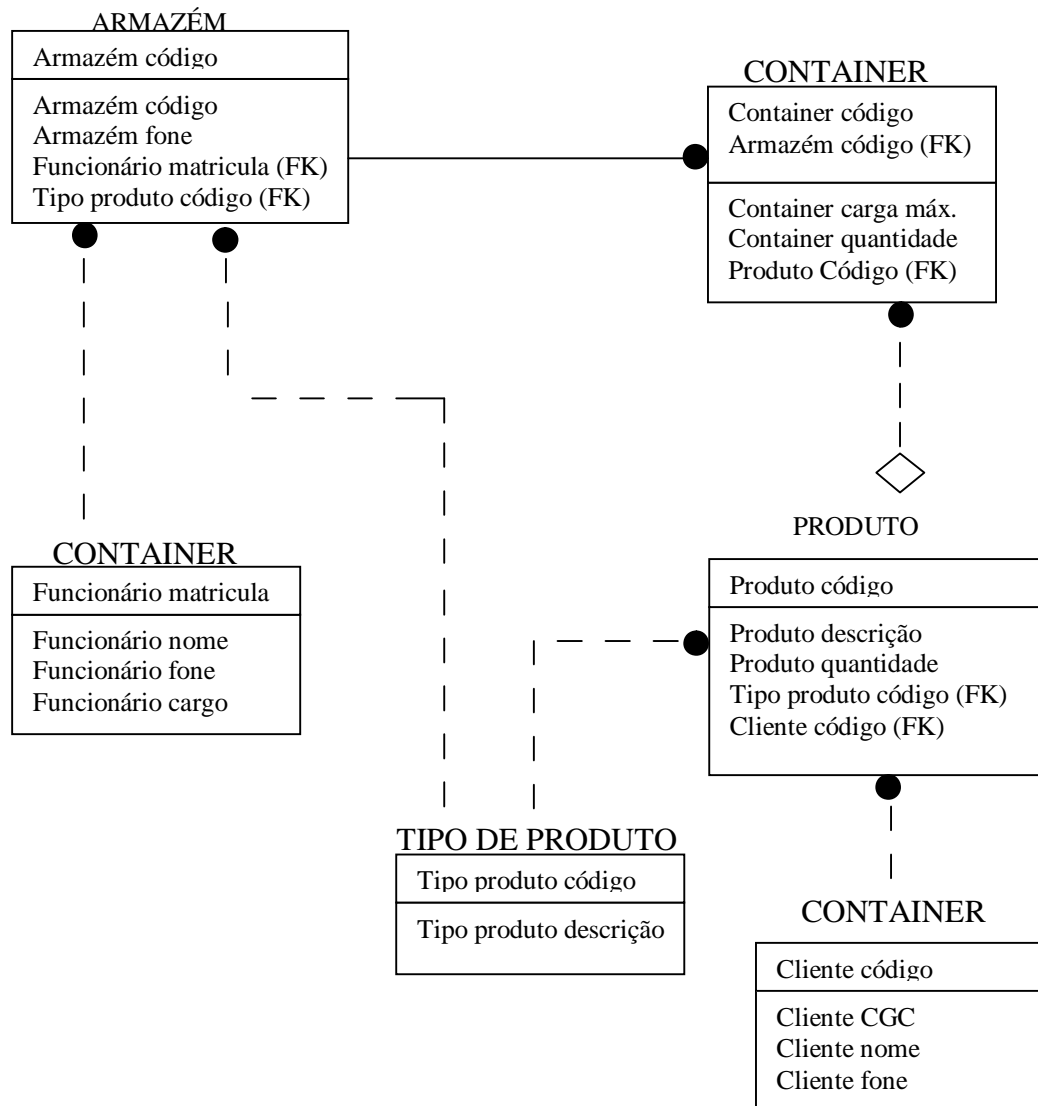 ARMAZÉM
Armazém código
Armazém código
Armazém fone
Funcionário matricula (FK)
Tipo produto código (FK)
CONTAINER
Container código
Armazém código (FK)
Container carga máx.
Container quantidade
Produto Código (FK)
CONTAINER
Funcionário matricula
Funcionário nome
Funcionário fone
Funcionário cargo
PRODUTO
Produto código
Produto descrição
Produto quantidade
Tipo produto código (FK)
Cliente código (FK)
TIPO DE PRODUTO
Tipo produto código
Tipo produto descrição
CONTAINER
Cliente código
Cliente CGC
Cliente nome
Cliente fone